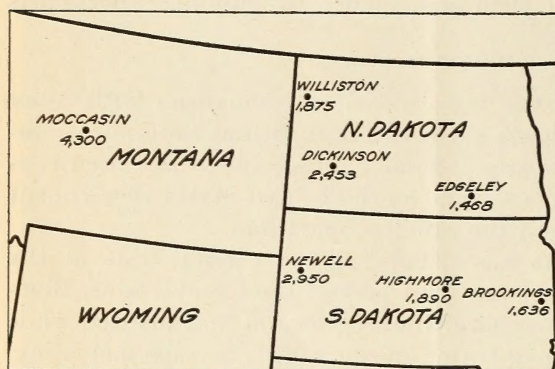 WILLISTON
1,875
MOCCASIN
4,300
N. DAKOTA
MONTANA
DICKINSON
2,453
EDGELEY
1,468
NEWELL
2,950
HIGHMORE
1,890
BROOKINGS
1,636
WYOMING
S. DAKOTA